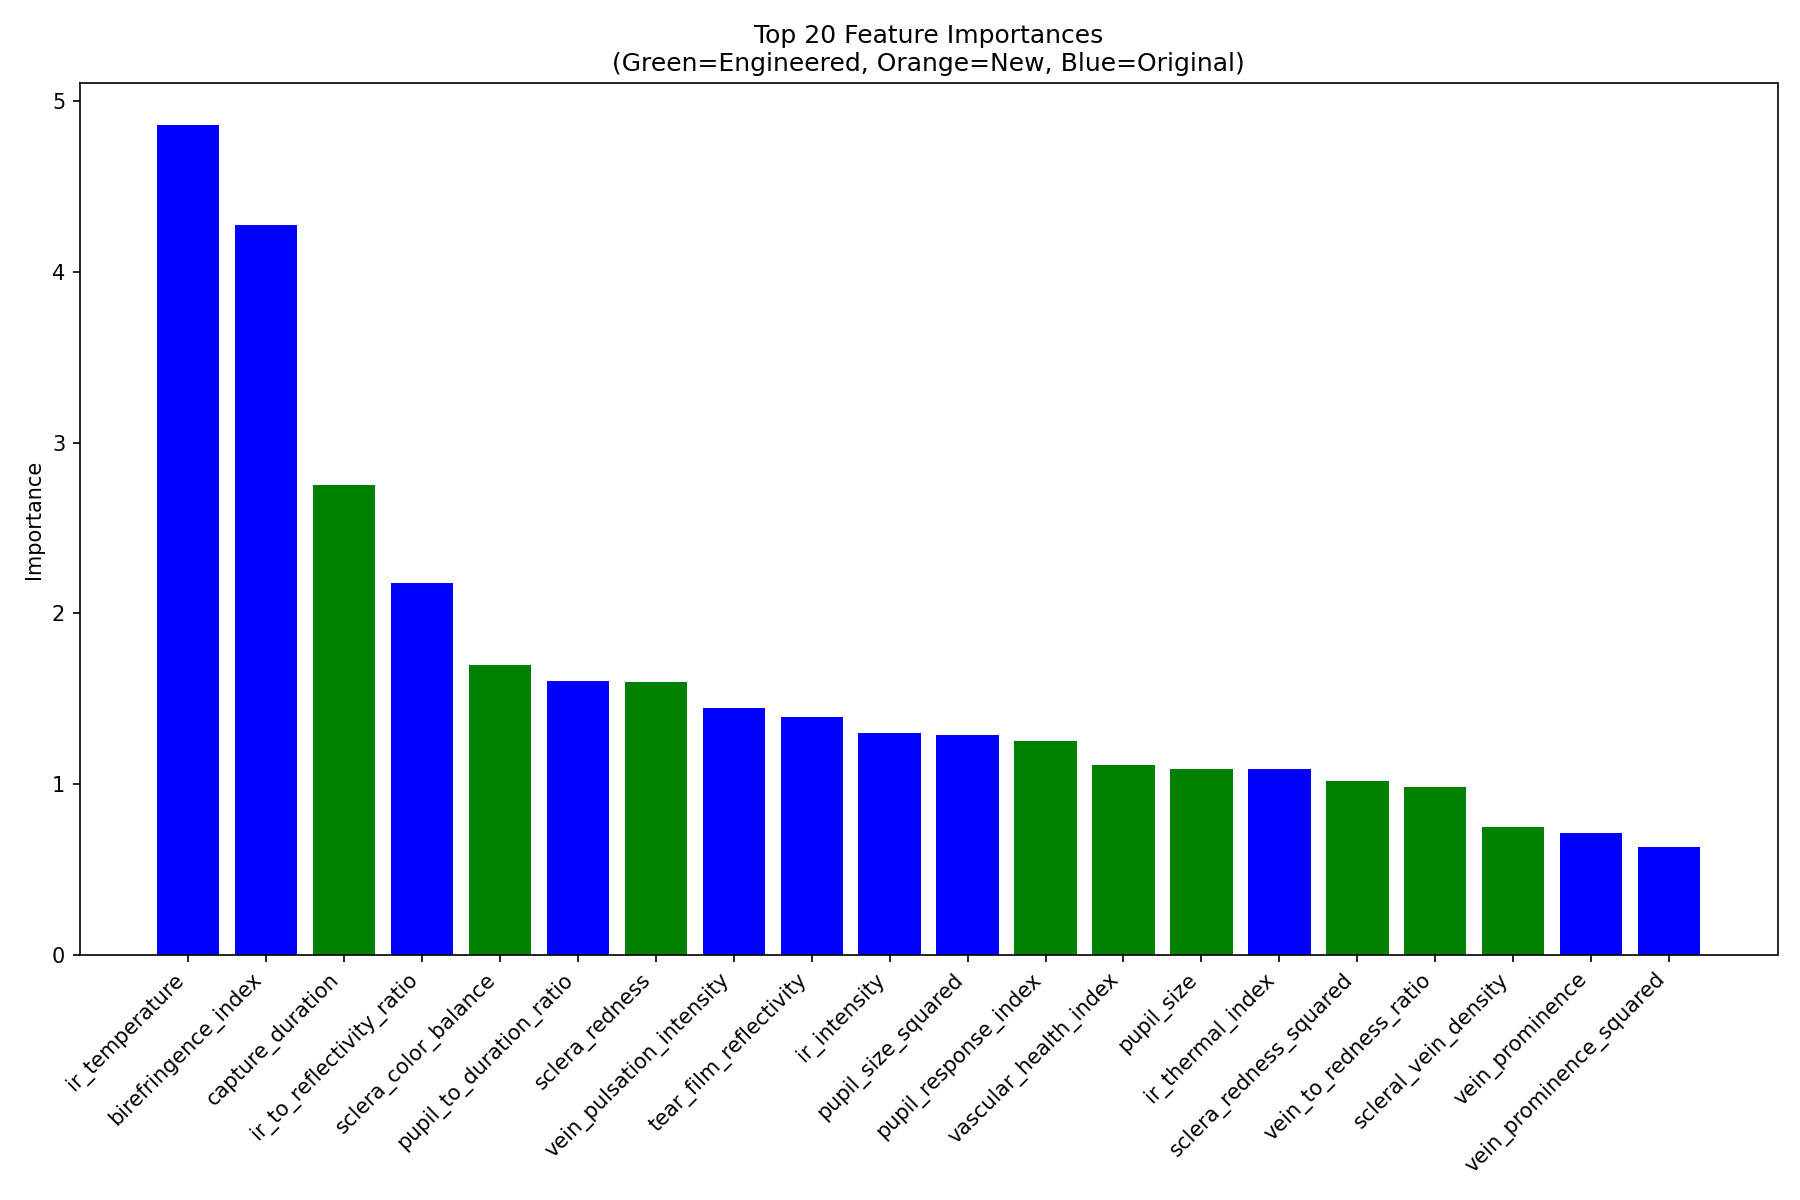 Top 20 Feature Importances
(Green=Engineered, Orange=New, Blue=Original)
Importance
5
4
3
2
1
0
ir_temperature
birefringence_index
capture_duration
ir_to_reflectivity_ratio
sclera_color_balance
pupil_to_duration_ratio
sclera_redness
vein_pulsation_intensity
tear_film_reflectivity
ir_intensity
pupil_size_squared
pupil_response_index
vascular_health_index
pupil_size
ir_thermal_index
sclera_redness_squared
vein_to_redness_ratio
scleral_vein_density
vein_prominence
vein_prominence_squared